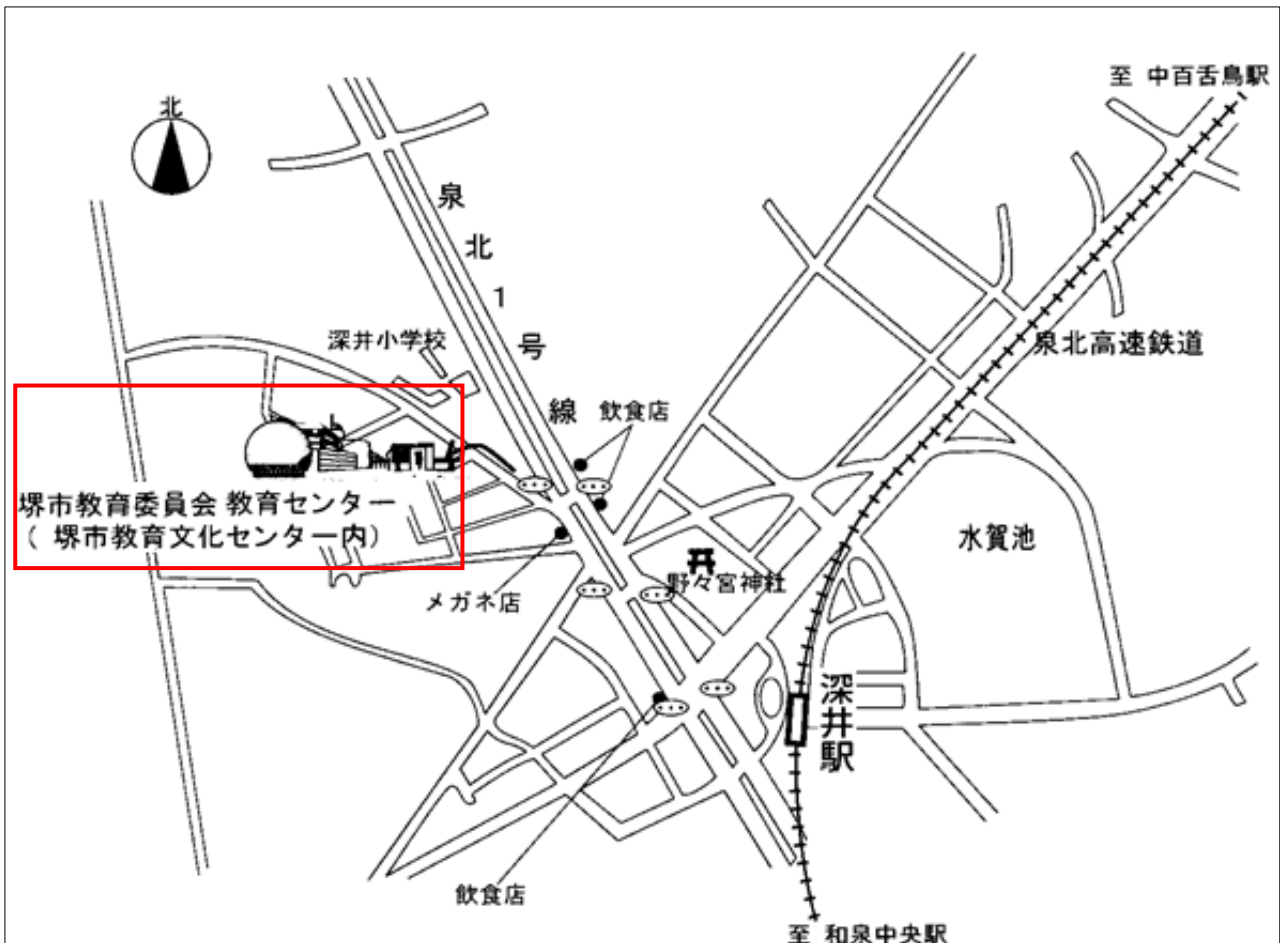 至 中百舌鳥駅
北
泉北1号線
深井小学校
泉北高速鉄道
飲食店
堺市教育委員会 教育センター
( 堺市教育文化センター内)
水賀池
野々宮神社
メガネ店
深井駅
飲食店
至 和泉中央駅